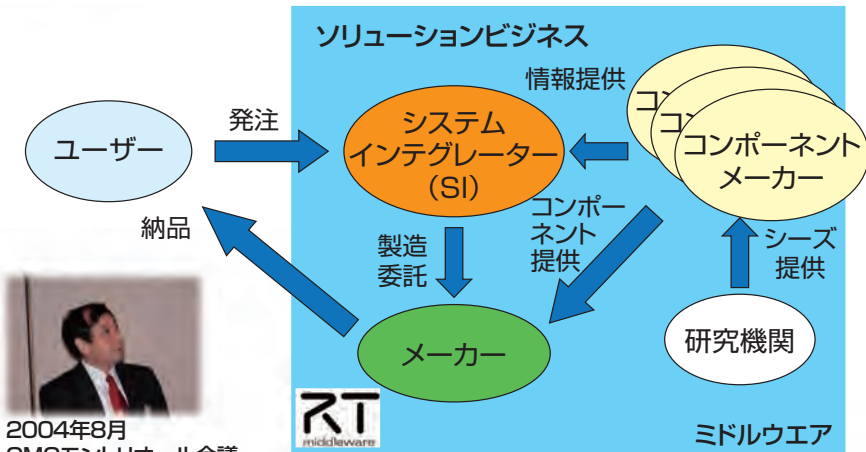 ソリューションビジネス
情報提供
発注
ユーザー
システム
インテグレーター
（SI）
コンポーネント
メーカー
納品
製造
委託
コンポー
ネント
提供
シーズ
提供
メーカー
研究機関
RT
middleware
ミドルウエア
2004年8月